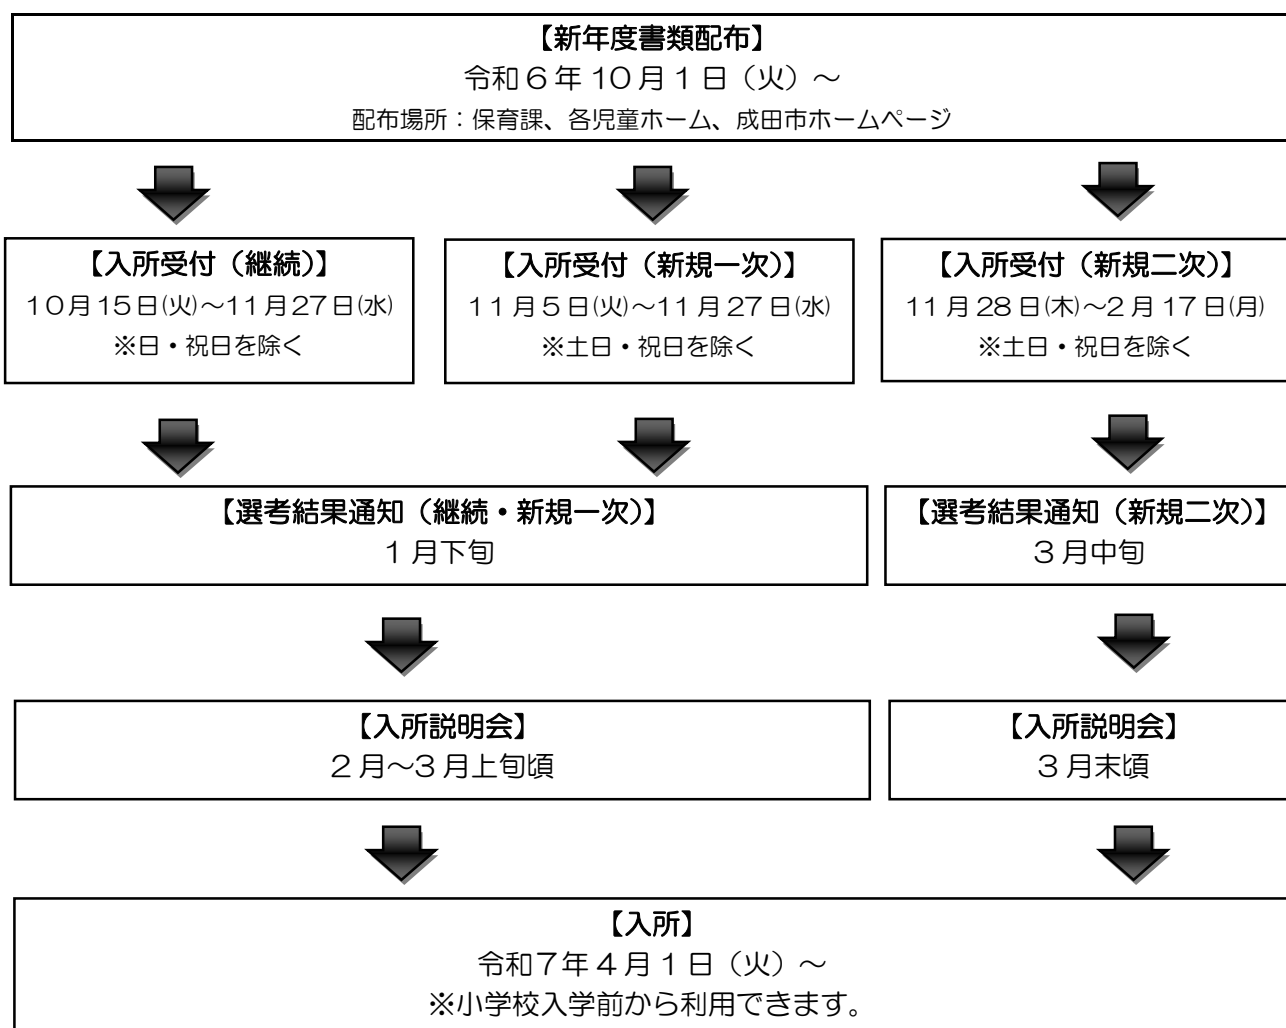 【新年度書類配布】
令和６年 10 月 1 日（火）～
配布場所：保育課、各児童ホーム、成田市ホームページ
【入所受付（継続）】
10月15日(火)～11月27日(水)
※日・祝日を除く
【入所受付（新規一次）】
11月５日(火)～11月27日(水)
※土日・祝日を除く
【入所受付（新規二次）】
11月28日(木)～2月17日(月)
※土日・祝日を除く
【選考結果通知（継続・新規一次）】
1月下旬
【選考結果通知（新規二次）】
３月中旬
【入所説明会】
２月～３月上旬頃
【入所説明会】
３月末頃
【入所】
令和７年４月１日（火）～
※小学校入学前から利用できます。